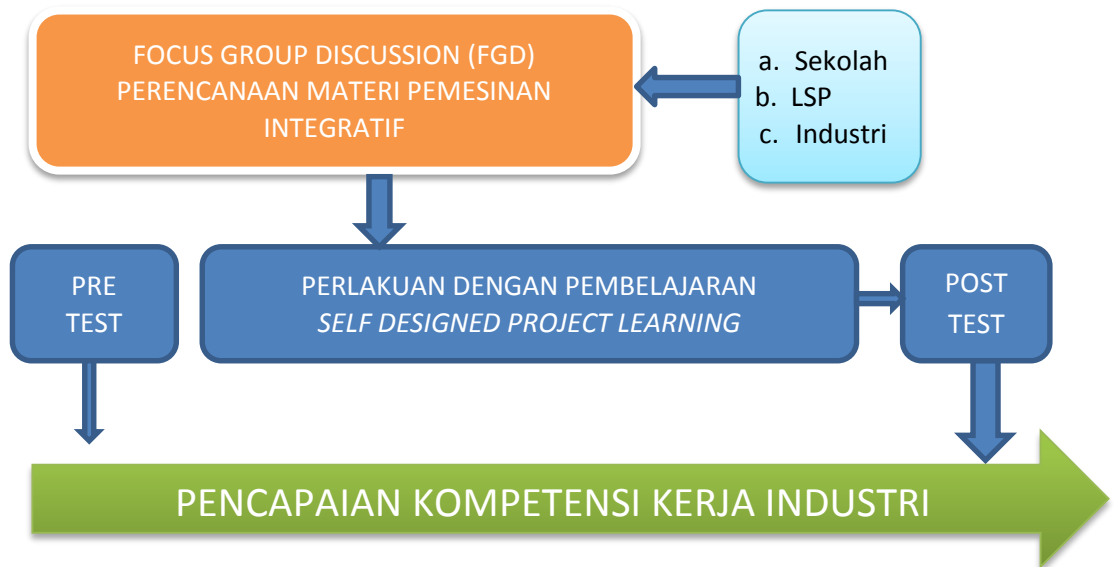 FOCUS GROUP DISCUSSION (FGD)
PERENCANAAN MATERI PEMESINAN
INTEGRATIF
a. Sekolah
b. LSP
c. Industri
PRE
TEST
PERLAKUAN DENGAN PEMBELAJARAN
SELF DESIGNED PROJECT LEARNING
POST
TEST
PENCAPAIAN KOMPETENSI KERJA INDUSTRI